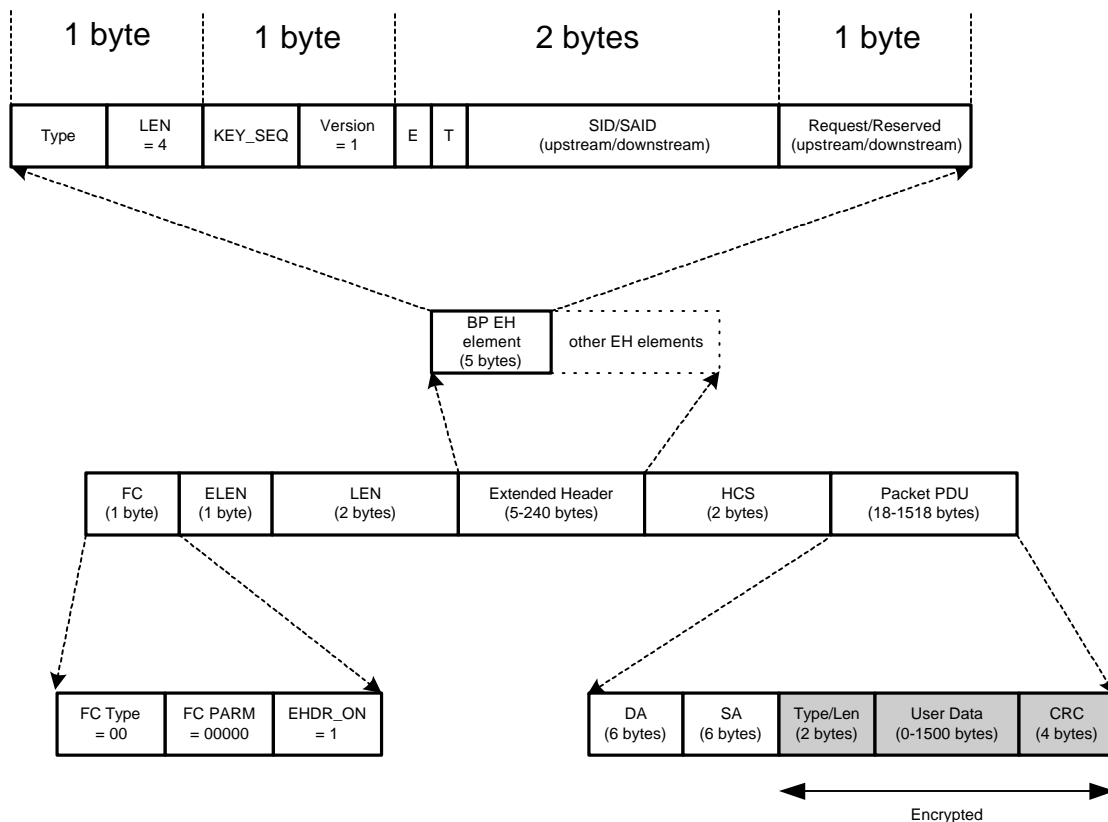 1 byte
1 byte
2 bytes
1 byte
Type
LEN
= 4
KEY_SEQ
Version
= 1
E
T
SID/SAID
(upstream/downstream)
Request/Reserved
(upstream/downstream)
BP EH
element
(5 bytes)
other EH elements
FC
(1 byte)
ELEN
(1 byte)
LEN
(2 bytes)
Extended Header
(5-240 bytes)
HCS
(2 bytes)
Packet PDU
(18-1518 bytes)
FC Type
= 00
FC PARM
= 00000
EHDR_ON
= 1
DA
(6 bytes)
SA
(6 bytes)
Type/Len
(2 bytes)
User Data
(0-1500 bytes)
CRC
(4 bytes)
Encrypted